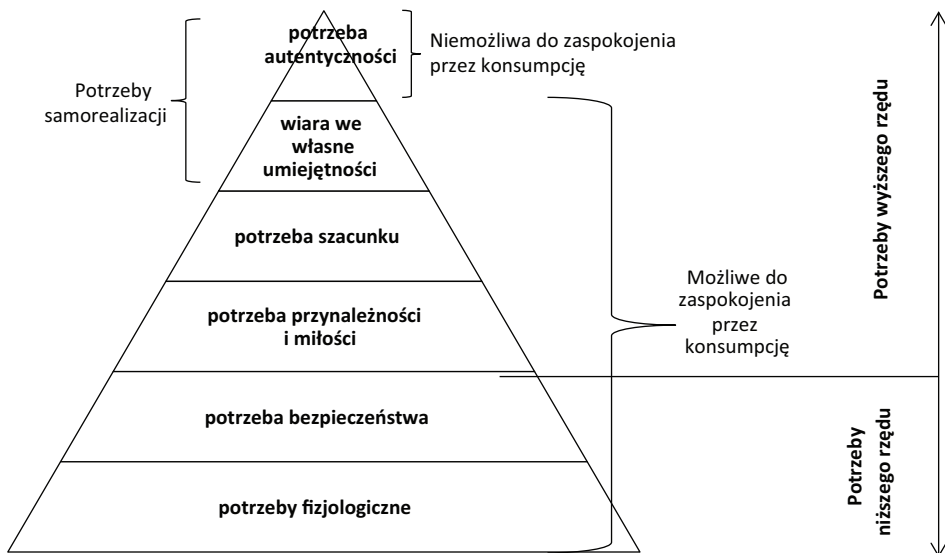 potrzeba
autentyczności
Niemożliwa do zaspokojenia
przez konsumpcję
Potrzeby
samorealizacji
wiara we
własne
umiejętności
potrzeba szacunku
potrzeba przynależności
i miłości
potrzeba bezpieczeństwa
potrzeby fizjologiczne
Możliwe do
zaspokojenia
przez
konsumpcję
Potrzeby wyższego rzędu
Potrzeby
niższego rzędu